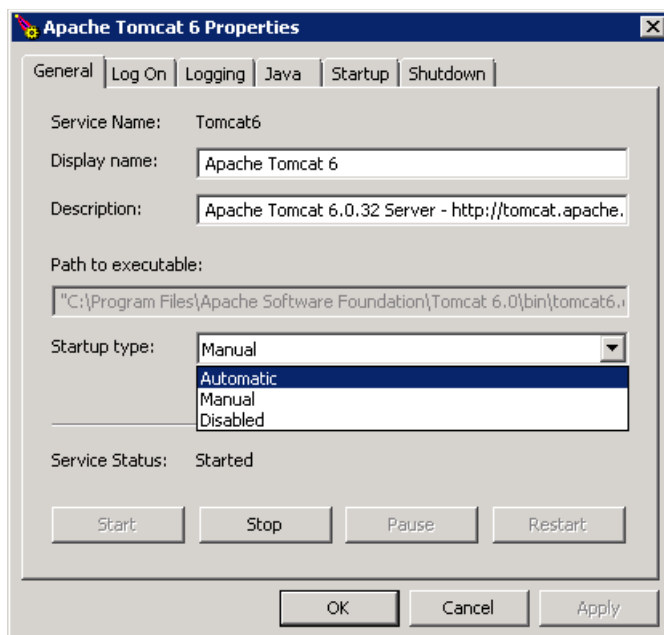 Apache Tomcat 6 Properties
General Log On Logging Java Startup Shutdown
Service Name: Tomcat6
Display name: Apache Tomcat 6
Description: Apache Tomcat 6.0.32 Server - http://tomcat.apache.
Path to executable:
"C:\Program Files\Apache Software Foundation\Tomcat 6.0\bin\tomcat6.
Startup type: Manual
Automatic
Manual
Disabled
Service Status: Started
Start Stop Pause Restart
OK Cancel Apply